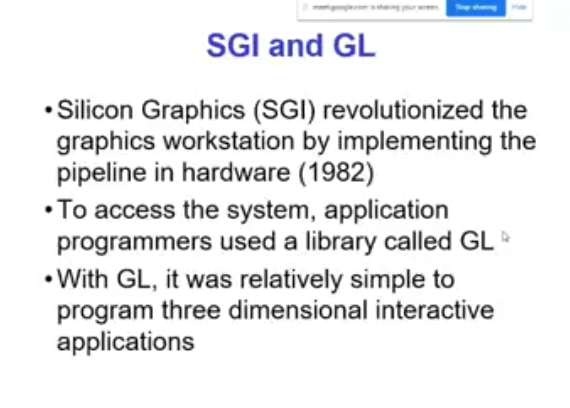 meet.google.com is sharing your screen. Stop sharing Hide
SGI and GL
•Silicon Graphics (SGI) revolutionized the
graphics workstation by implementing the
pipeline in hardware (1982)
•To access the system, application
programmers used a library called GL
•With GL, it was relatively simple to
program three dimensional interactive
applications